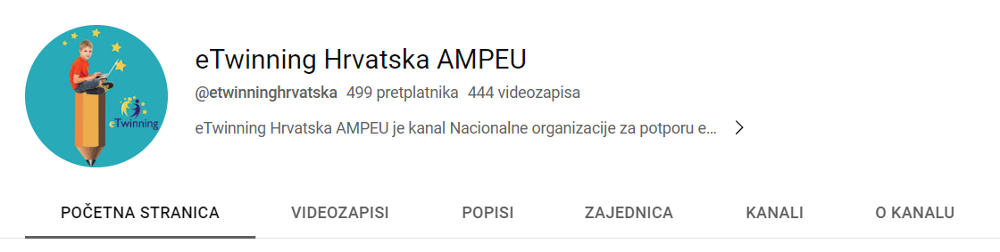 eTwinning Hrvatska AMPEU
@etwinninghrvatska 499 pretplatnika 444 videozapisa
eTwinning
eTwinning Hrvatska AMPEU je kanal Nacionalne organizacije za potporu e...
POČETNA STRANICA VIDEOZAPISI POPISI ZAJEDNICA KANALI O KANALU